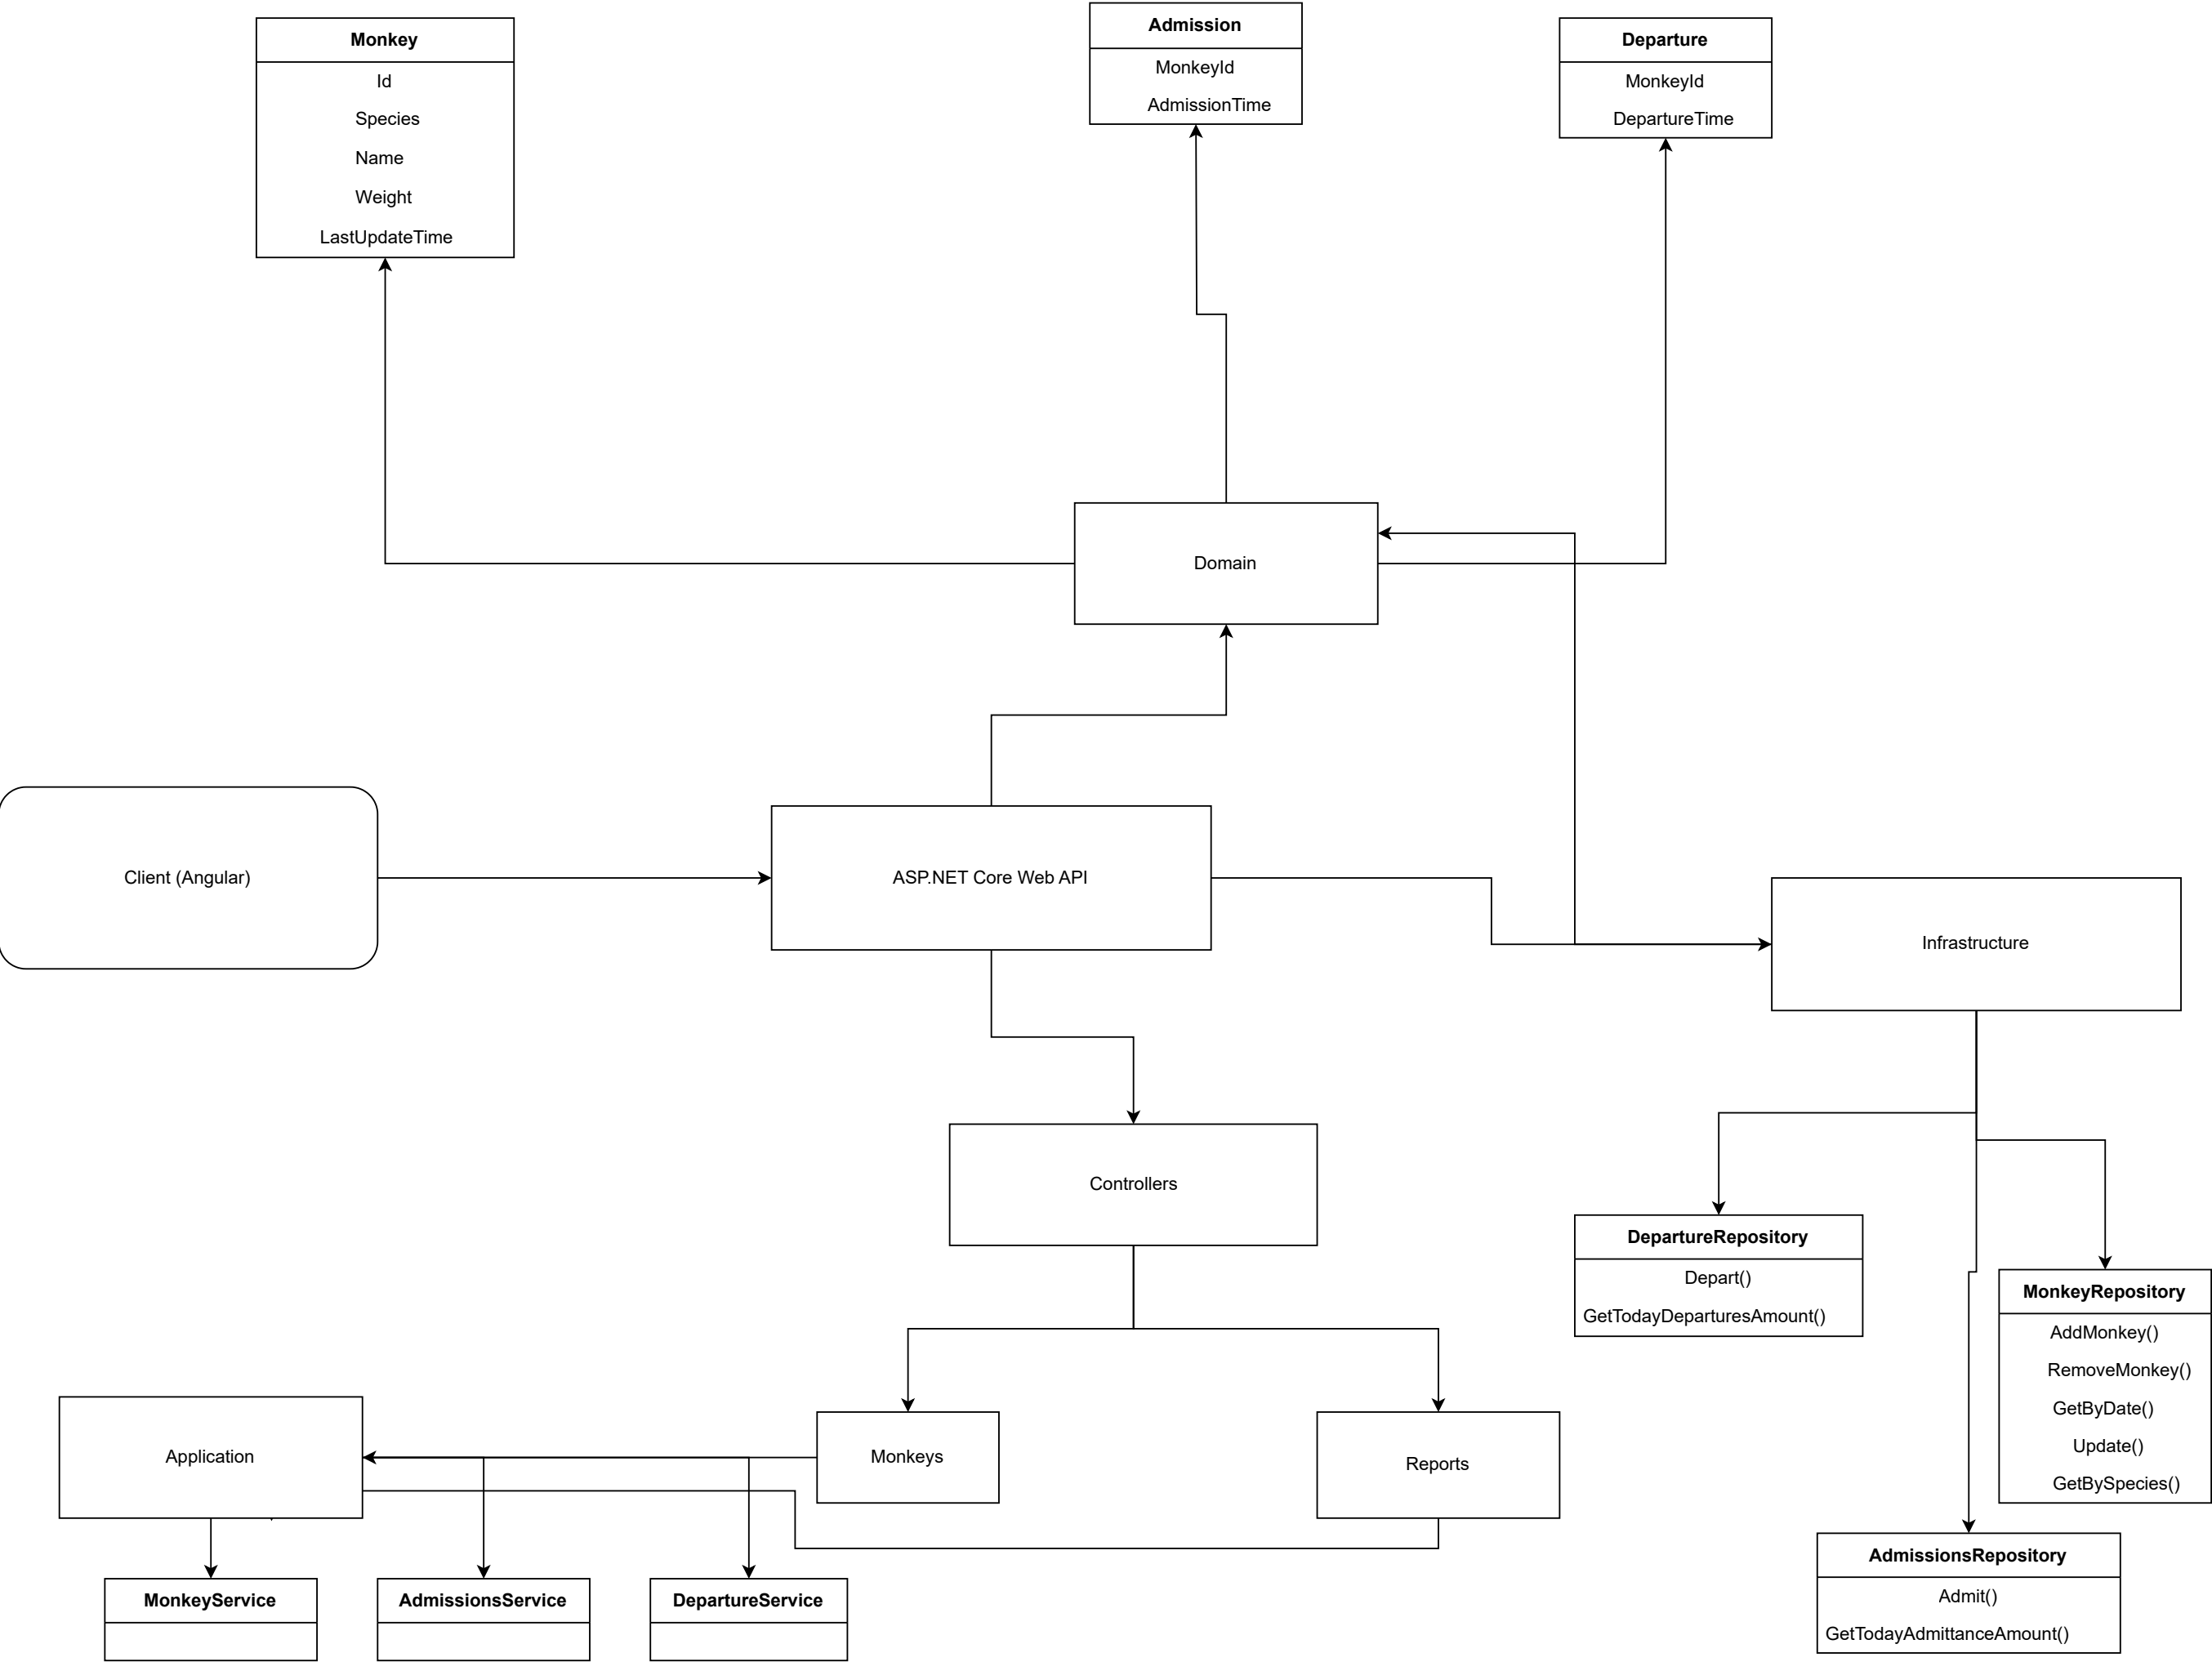 Monkey
Id
Species
Name
Weight
LastUpdateTime
Admission
MonkeyId
AdmissionTime
Departure
MonkeyId
DepartureTime
Domain
Client (Angular)
ASP.NET Core Web API
Infrastructure
Controllers
DepartureRepository
Depart()
GetTodayDeparturesAmount()
MonkeyRepository
AddMonkey()
RemoveMonkey()
GetByDate()
Update()
GetBySpecies()
Application
Monkeys
Reports
AdmissionsRepository
Admit()
GetTodayAdmittanceAmount()
MonkeyService
AdmissionsService
DepartureService